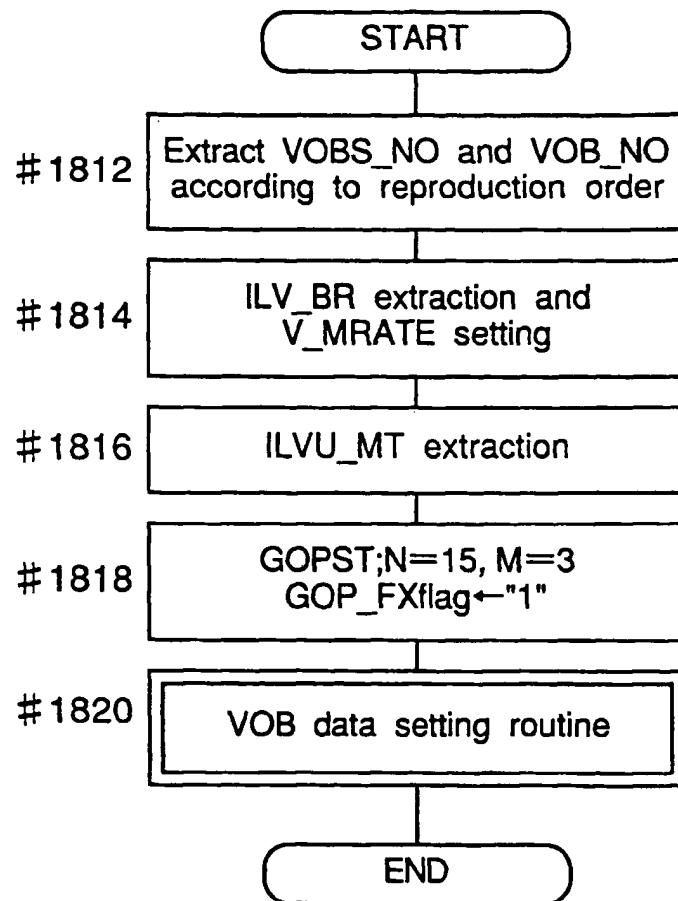 START
#1812
Extract VOBS_NO and VOB_NO
according to reproduction order
#1814
ILV_BR extraction and
V_MRATE setting
#1816
ILVU_MT extraction
#1818
GOPST;N=15, M=3
GOP_FXflag←"1"
#1820
VOB data setting routine
END